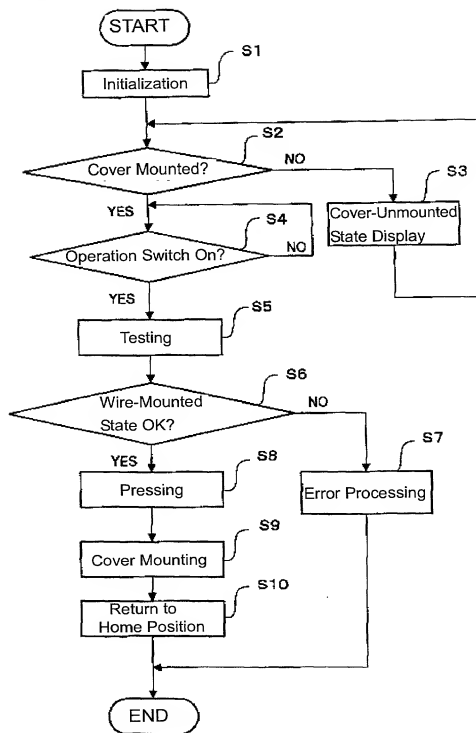 START
S1
Initialization
S2
Cover Mounted?
NO
S3
YES
Cover-Unmounted
State Display
S4
Operation Switch On?
NO
YES
S5
Testing
S6
Wire-Mounted
State OK?
NO
YES
S7
S8
Pressing
Error Processing
S9
Cover Mounting
S10
Return to
Home Position
END